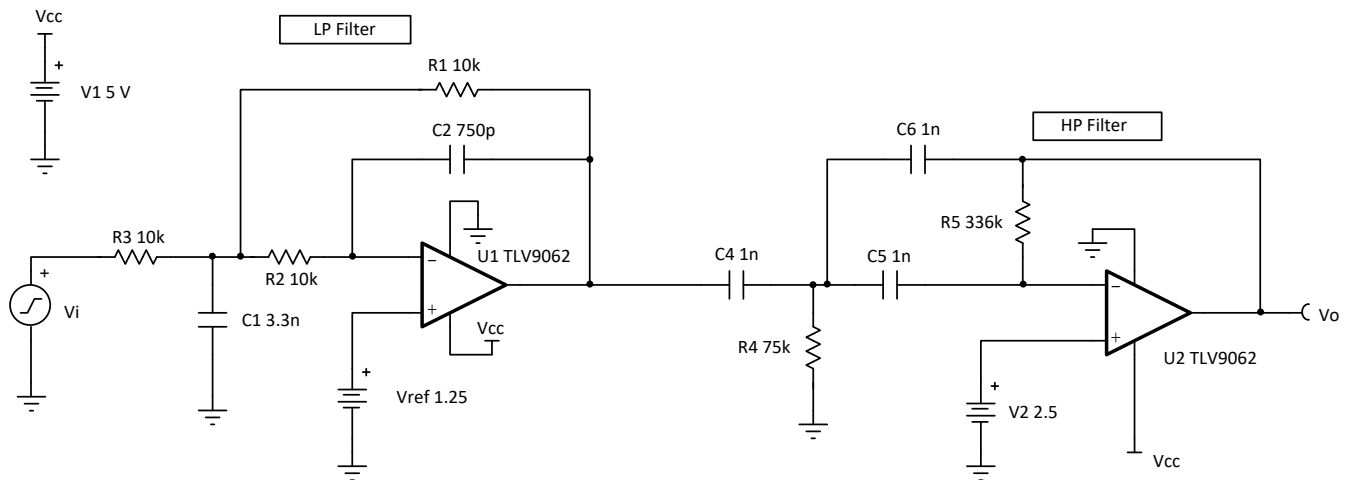 Vcc
LP Filter
+
V1 5 V
R1 10k
C2 750p
HP Filter
C6 1n
R3 10k
R2 10k
−
+
U1 TLV9062
+
Vi
C1 3.3n
Vcc
+
Vref 1.25
C4 1n
C5 1n
R5 336k
R4 75k
−
+
U2 TLV9062
Vo
+
V2 2.5
Vcc